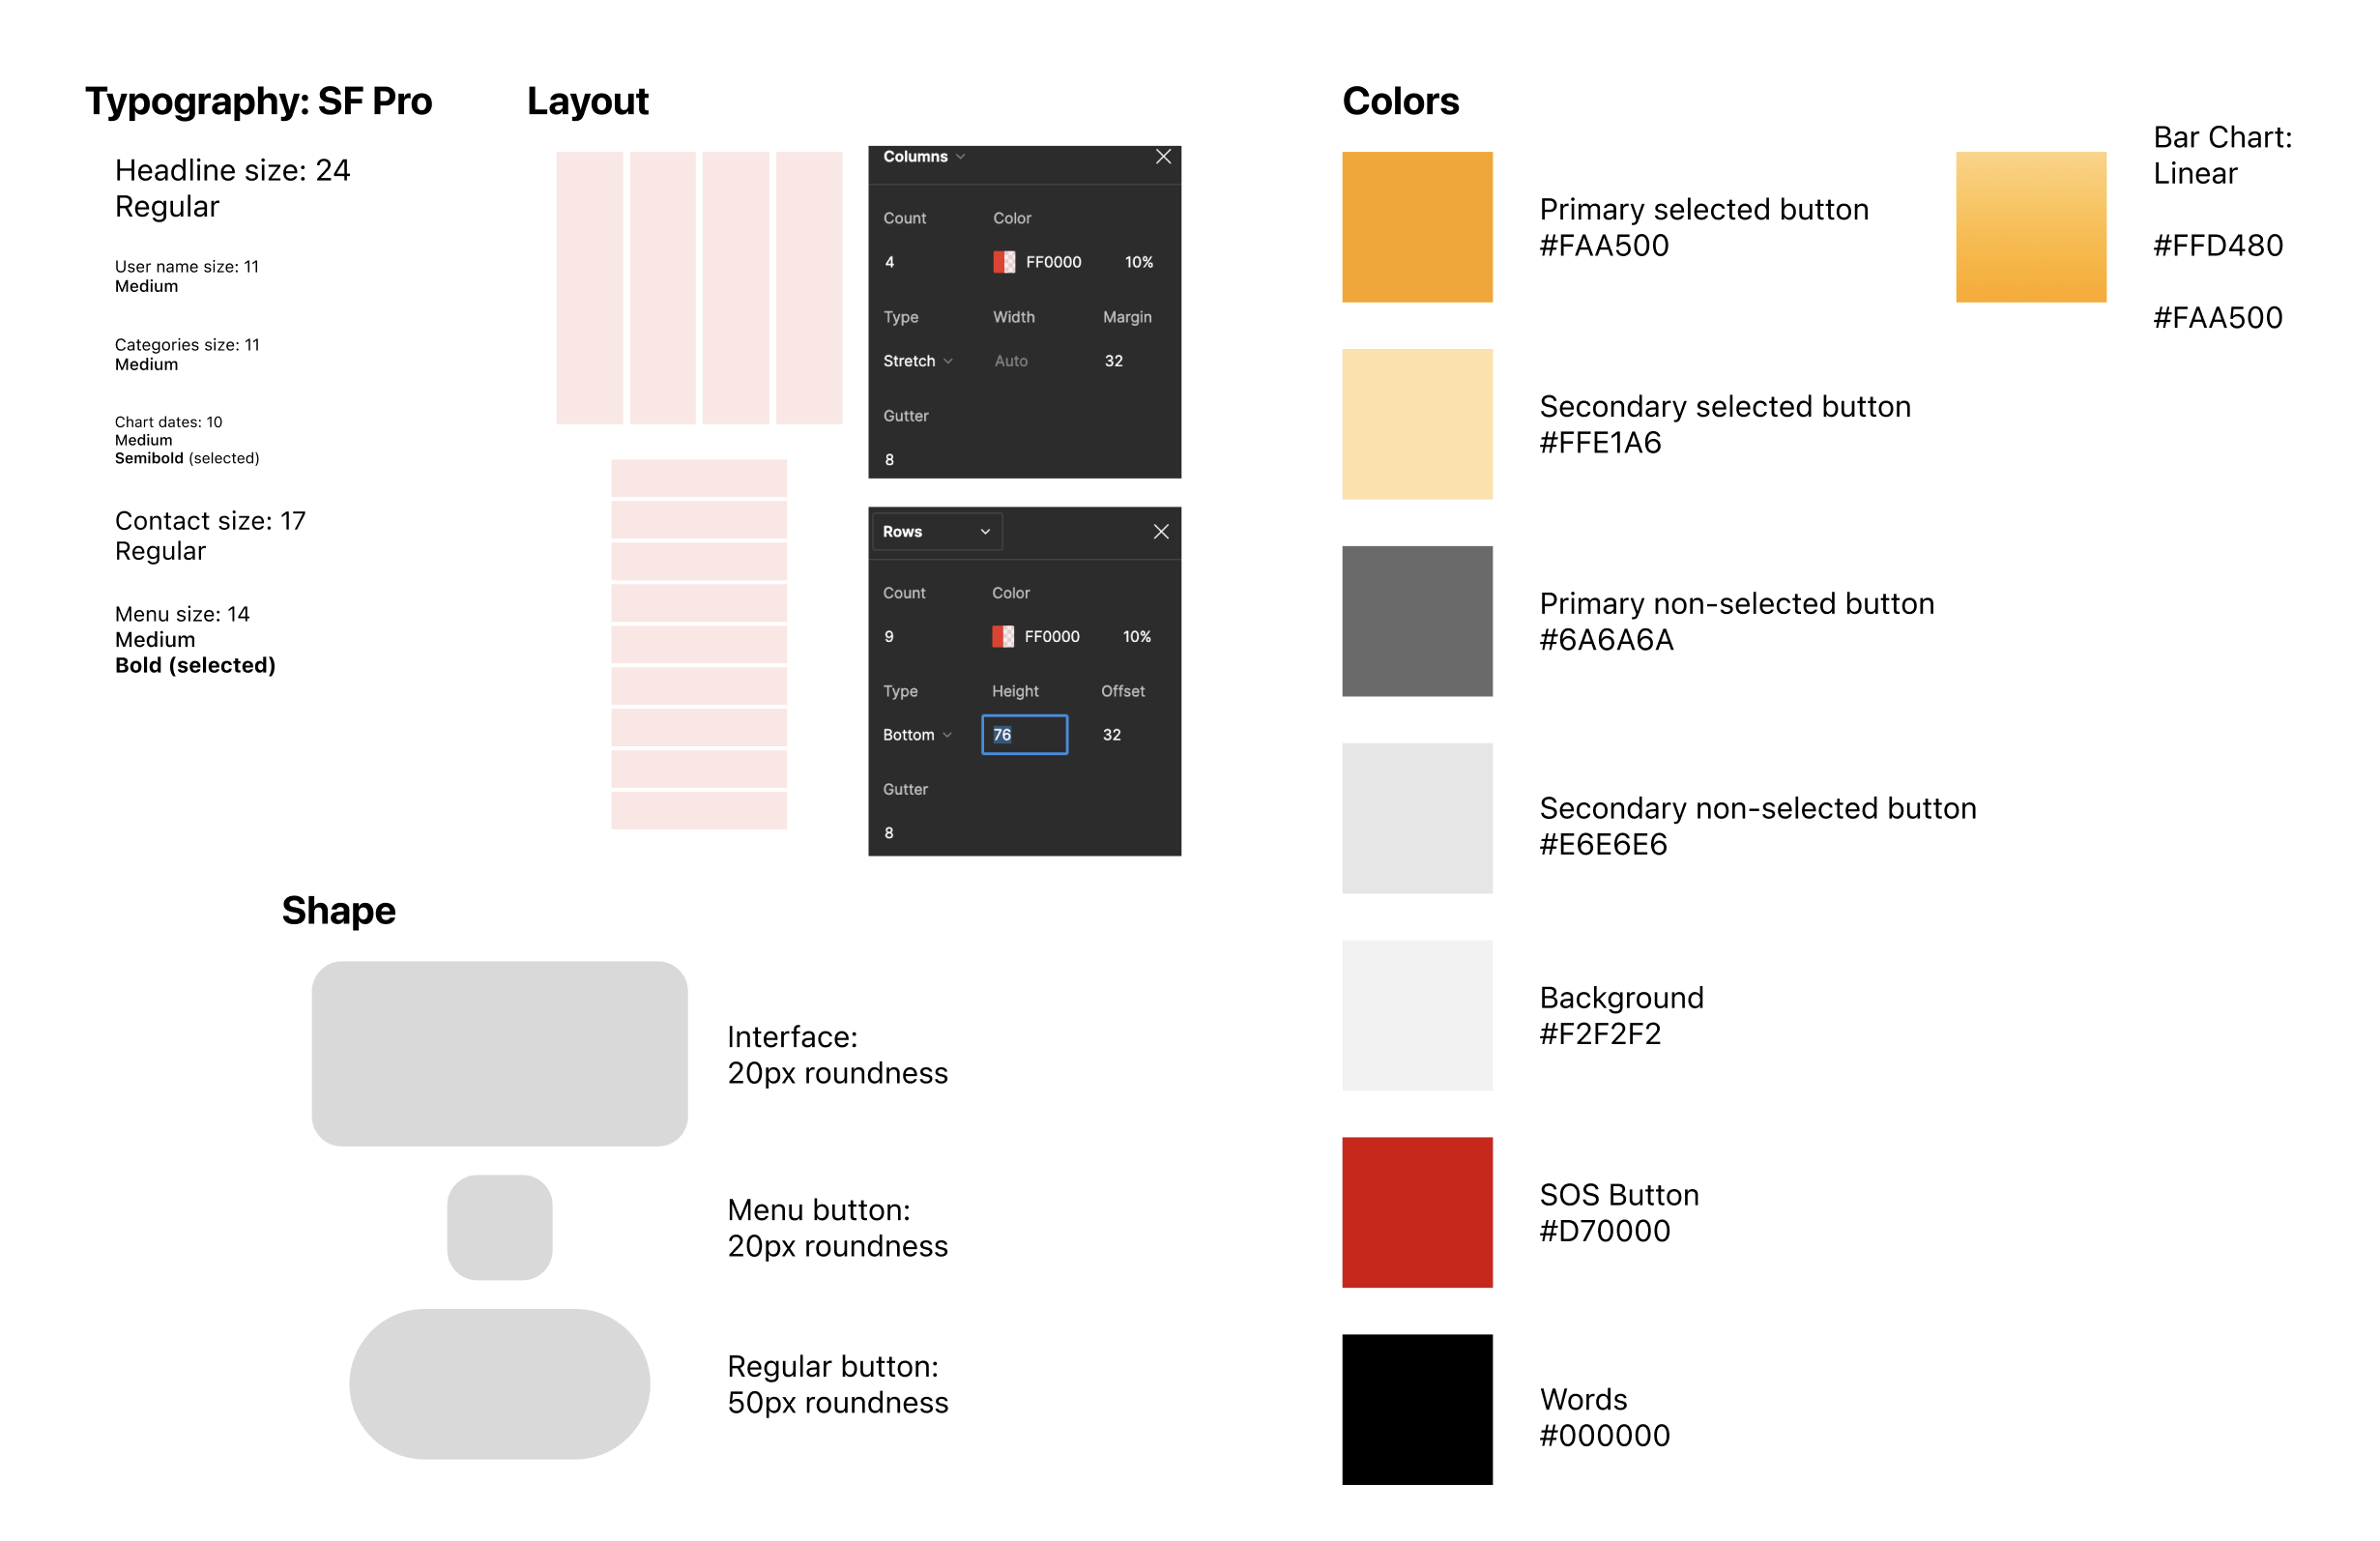 Typography: SF Pro
Headline size: 24
Regular
User name size: 11
Medium
Categories size: 11
Medium
Chart dates: 10
Medium
Semibold (selected)
Contact size: 17
Regular
Menu size: 14
Medium
Bold (selected)
Layout
Columns
Count Color
4 FF0000 10%
Type Width Margin
Stretch Auto 32
Gutter
8
Rows
Count Color
9 FF0000 10%
Type Height Offset
Bottom 76 32
Gutter
8
Shape
Interface:
20px roundness
Menu button:
20px roundness
Regular button:
50px roundness
Colors
Primary selected button
#FAA500
Secondary selected button
#FFE1A6
Primary non-selected button
#6A6A6A
Secondary non-selected button
#E6E6E6
Background
#F2F2F2
SOS Button
#D70000
Words
#000000
Bar Chart:
Linear
#FFD480
#FAA500